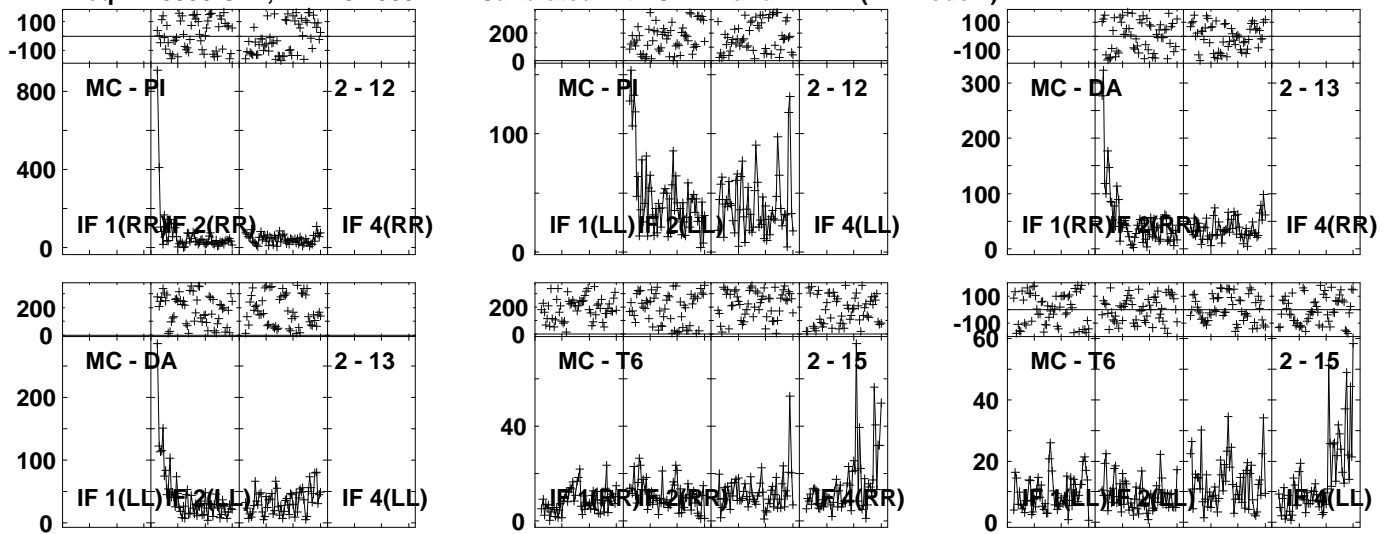 100
-100
MC - PI
2 - 12
800
400
0
IF 1(RR) IF 2(RR) IF 4(RR)
200
0
MC - PI
2 - 12
100
0
IF 1(LL) IF 2(LL) IF 4(LL)
100
-100
MC - DA
2 - 13
300
200
100
0
IF 1(RR) IF 2(RR) IF 4(RR)
200
0
MC - DA
2 - 13
200
100
0
IF 1(LL) IF 2(LL) IF 4(LL)
200
0
MC - T6
2 - 15
40
0
IF 1(RR) IF 2(RR) IF 4(RR)
100
-100
60
MC - T6
2 - 15
40
20
0
IF 1(LL) IF 2(LL) IF 4(LL)